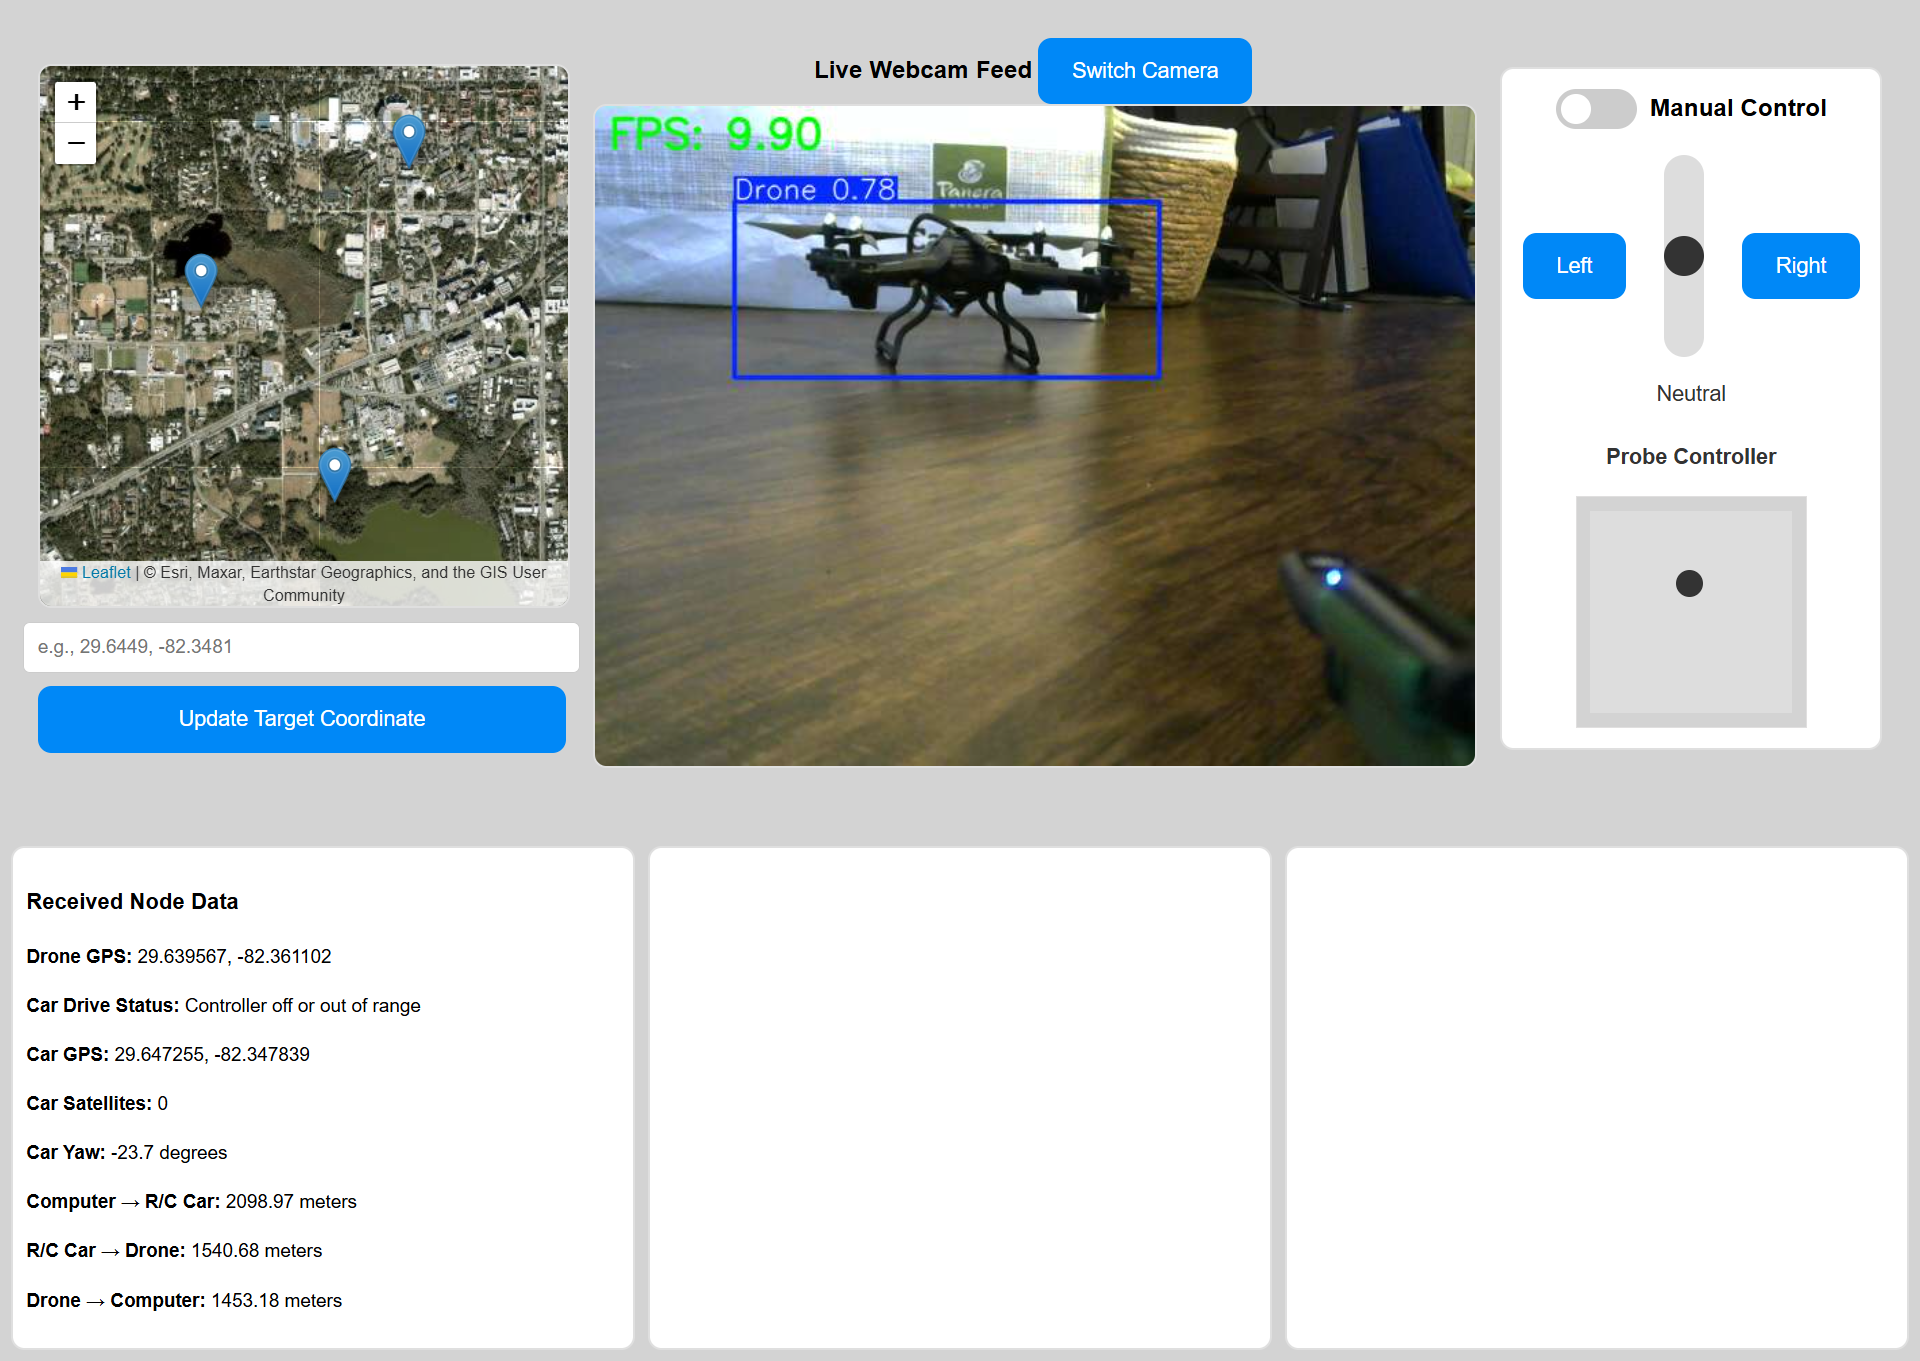 +
−
Leaflet | © Esri, Maxar, Earthstar Geographics, and the GIS User
Community
e.g., 29.6449, -82.3481
Update Target Coordinate
Live Webcam Feed
Switch Camera
FPS: 9.90
Drone 0.78
Panera
Manual Control
Left
Right
Neutral
Probe Controller
Received Node Data
Drone GPS: 29.639567, -82.361102
Car Drive Status: Controller off or out of range
Car GPS: 29.647255, -82.347839
Car Satellites: 0
Car Yaw: -23.7 degrees
Computer → R/C Car: 2098.97 meters
R/C Car → Drone: 1540.68 meters
Drone → Computer: 1453.18 meters